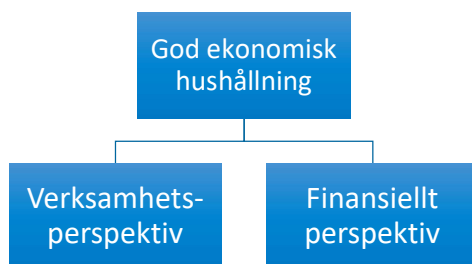 God ekonomisk
hushållning
Verksamhets-
perspektiv
Finansiellt
perspektiv